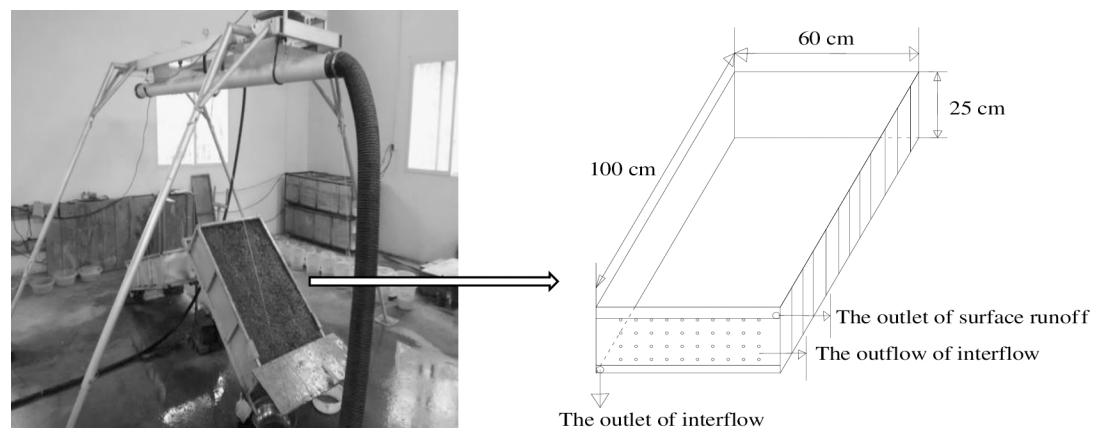 60 cm
25 cm
100 cm
The outlet of surface runoff
The outflow of interflow
The outlet of interflow